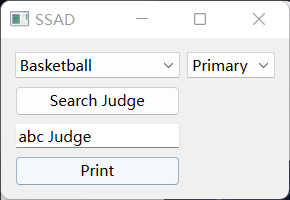 SSAD
Basketball Primary
Search Judge
abc Judge
Print